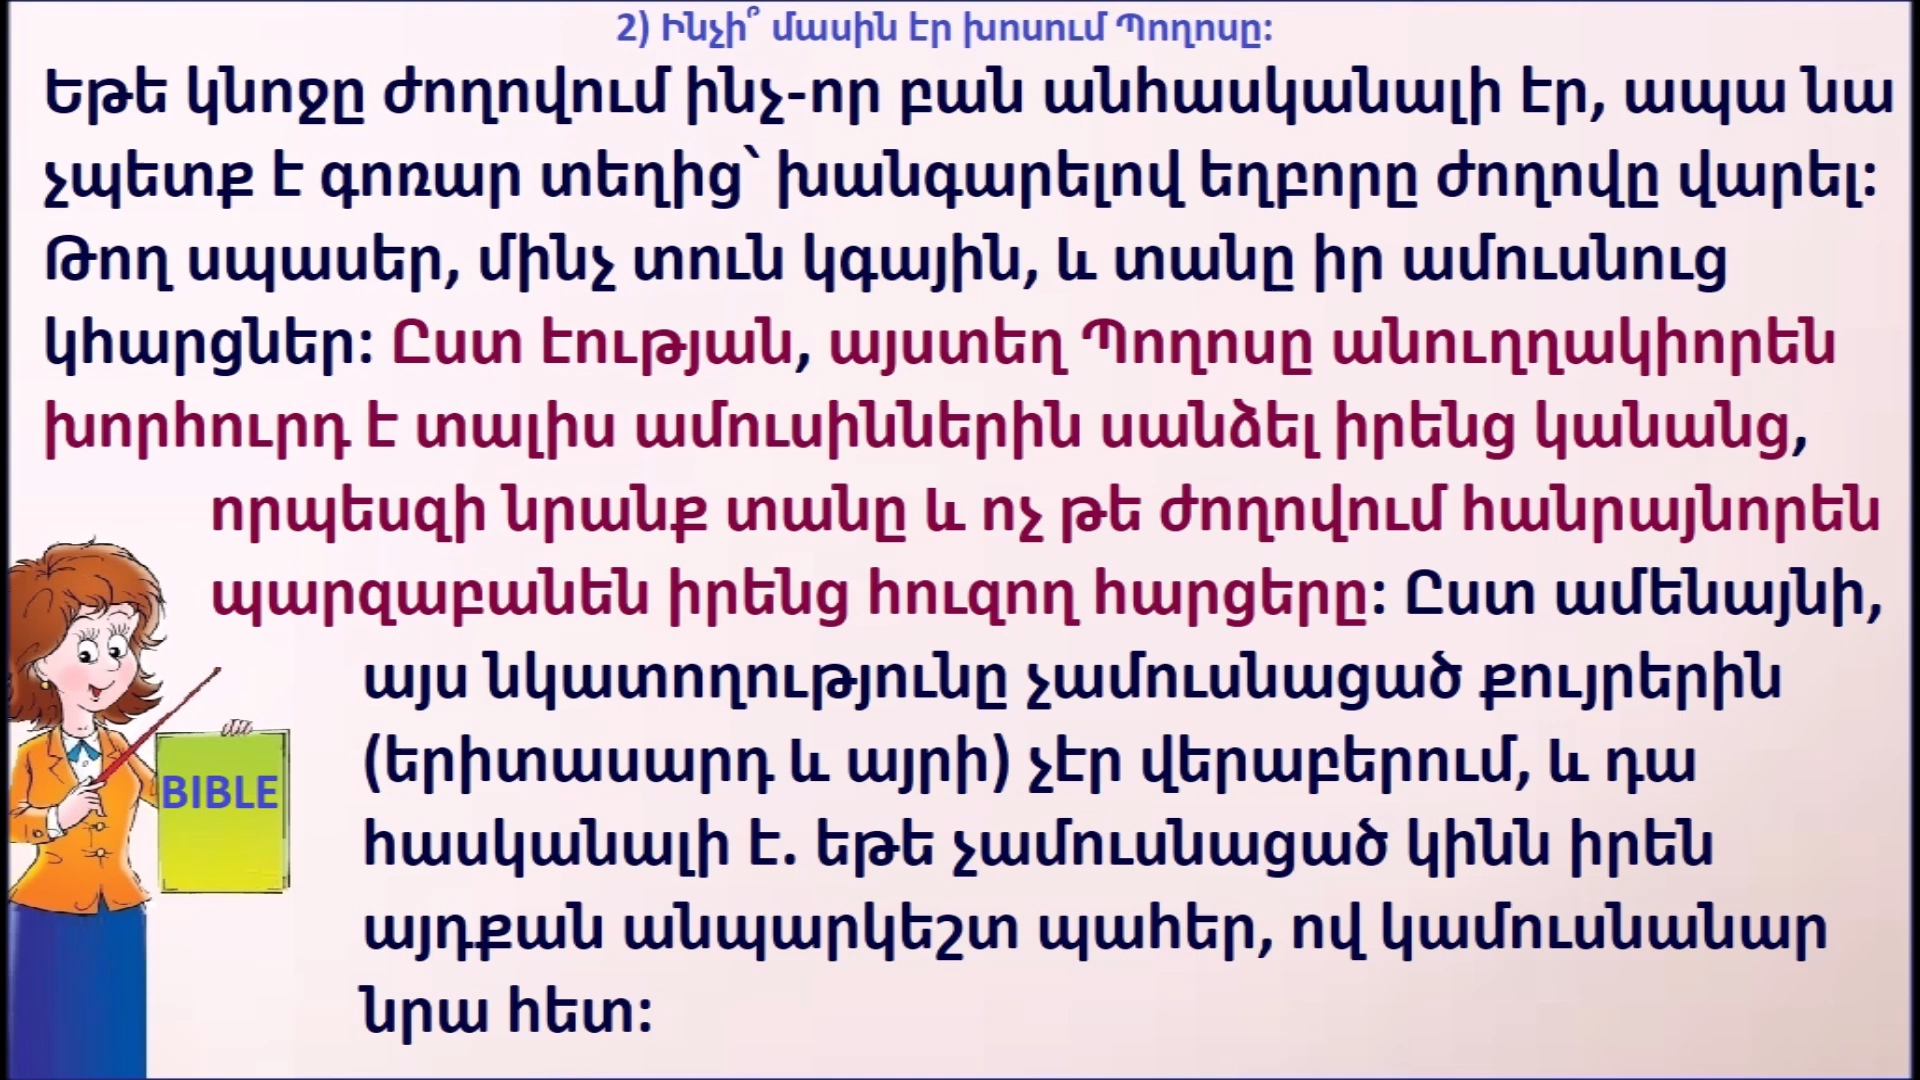 2) Ինչի՞ մասին էր խոսում Պողոսը:
Եթե կնոջը ժողովում ինչ-որ բան անհասկանալի էր, ապա նա
չպետք է գոռար տեղից՝ խանգարելով եղբորը ժողովը վարել:
Թող սպասեր, մինչ տուն կգային, և տանը իր ամուսնուց
կհարցներ: Ըստ էության, այստեղ Պողոսը անուղղակիորեն
խորհուրդ է տալիս ամուսիններին սանձել իրենց կանանց,
որպեսզի նրանք տանը և ոչ թե ժողովում հանրայնորեն
պարզաբանեն իրենց հուզող հարցերը: Ըստ ամենայնի,
այս նկատողությունը չամուսնացած քույրերին
(երիտասարդ և այրի) չէր վերաբերում, և դա
հասկանալի է. եթե չամուսնացած կինն իրեն
այդքան անպարկեշտ պահեր, ով կամուսնանար
նրա հետ:
BIBLE